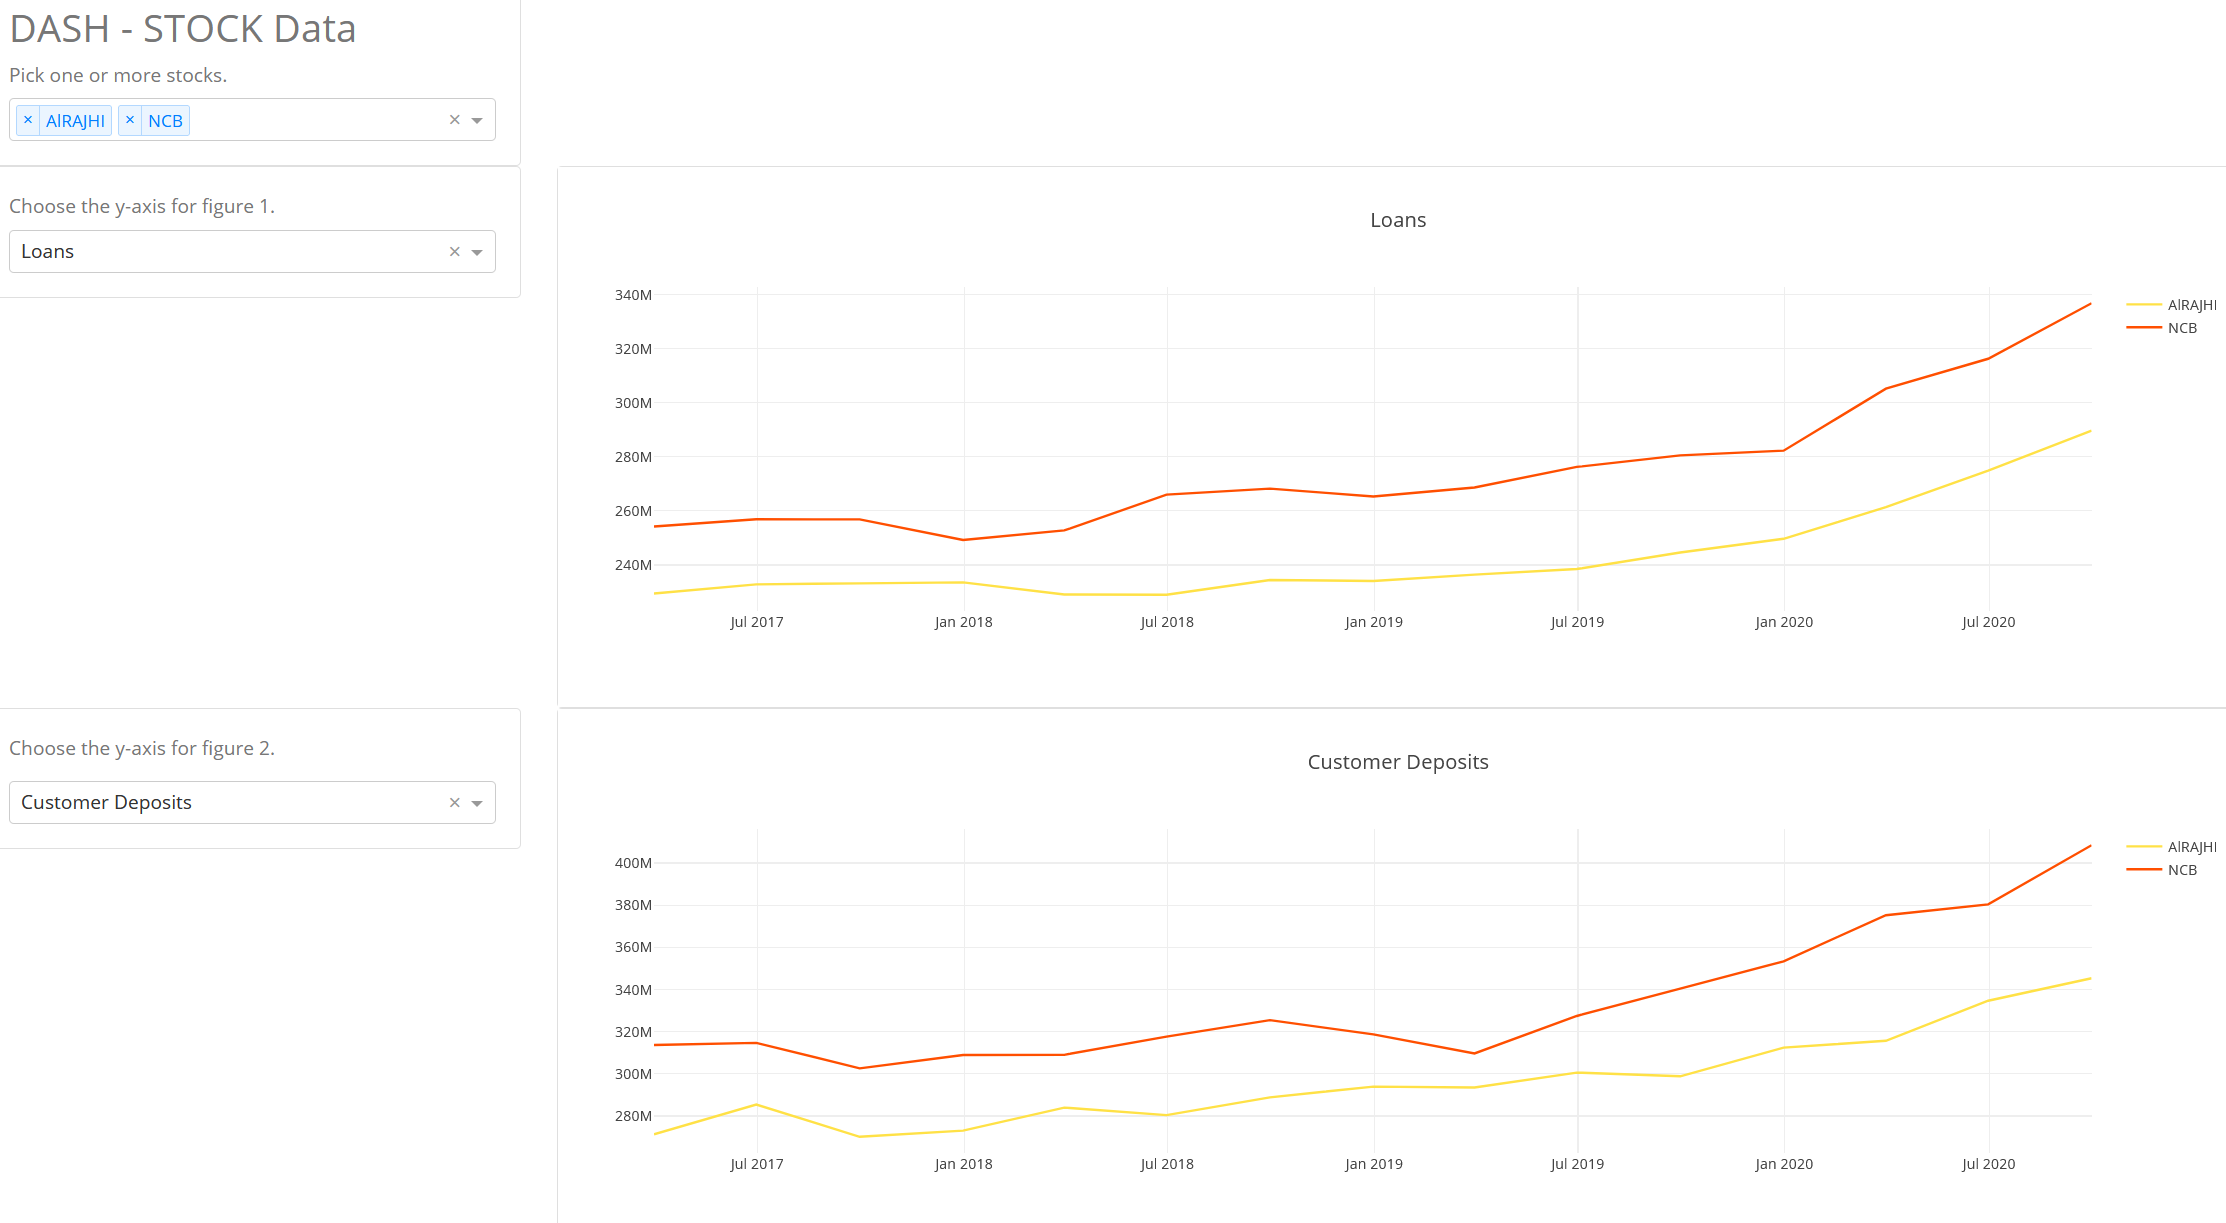 DASH - STOCK Data
Pick one or more stocks.
× AlRAJHI × NCB ×
Choose the y-axis for figure 1.
Loans ×
Loans
340M
320M
300M
280M
260M
240M
Jul 2017 Jan 2018 Jul 2018 Jan 2019 Jul 2019 Jan 2020 Jul 2020
AlRAJHI
NCB
Choose the y-axis for figure 2.
Customer Deposits ×
Customer Deposits
400M
380M
360M
340M
320M
300M
280M
Jul 2017 Jan 2018 Jul 2018 Jan 2019 Jul 2019 Jan 2020 Jul 2020
AlRAJHI
NCB